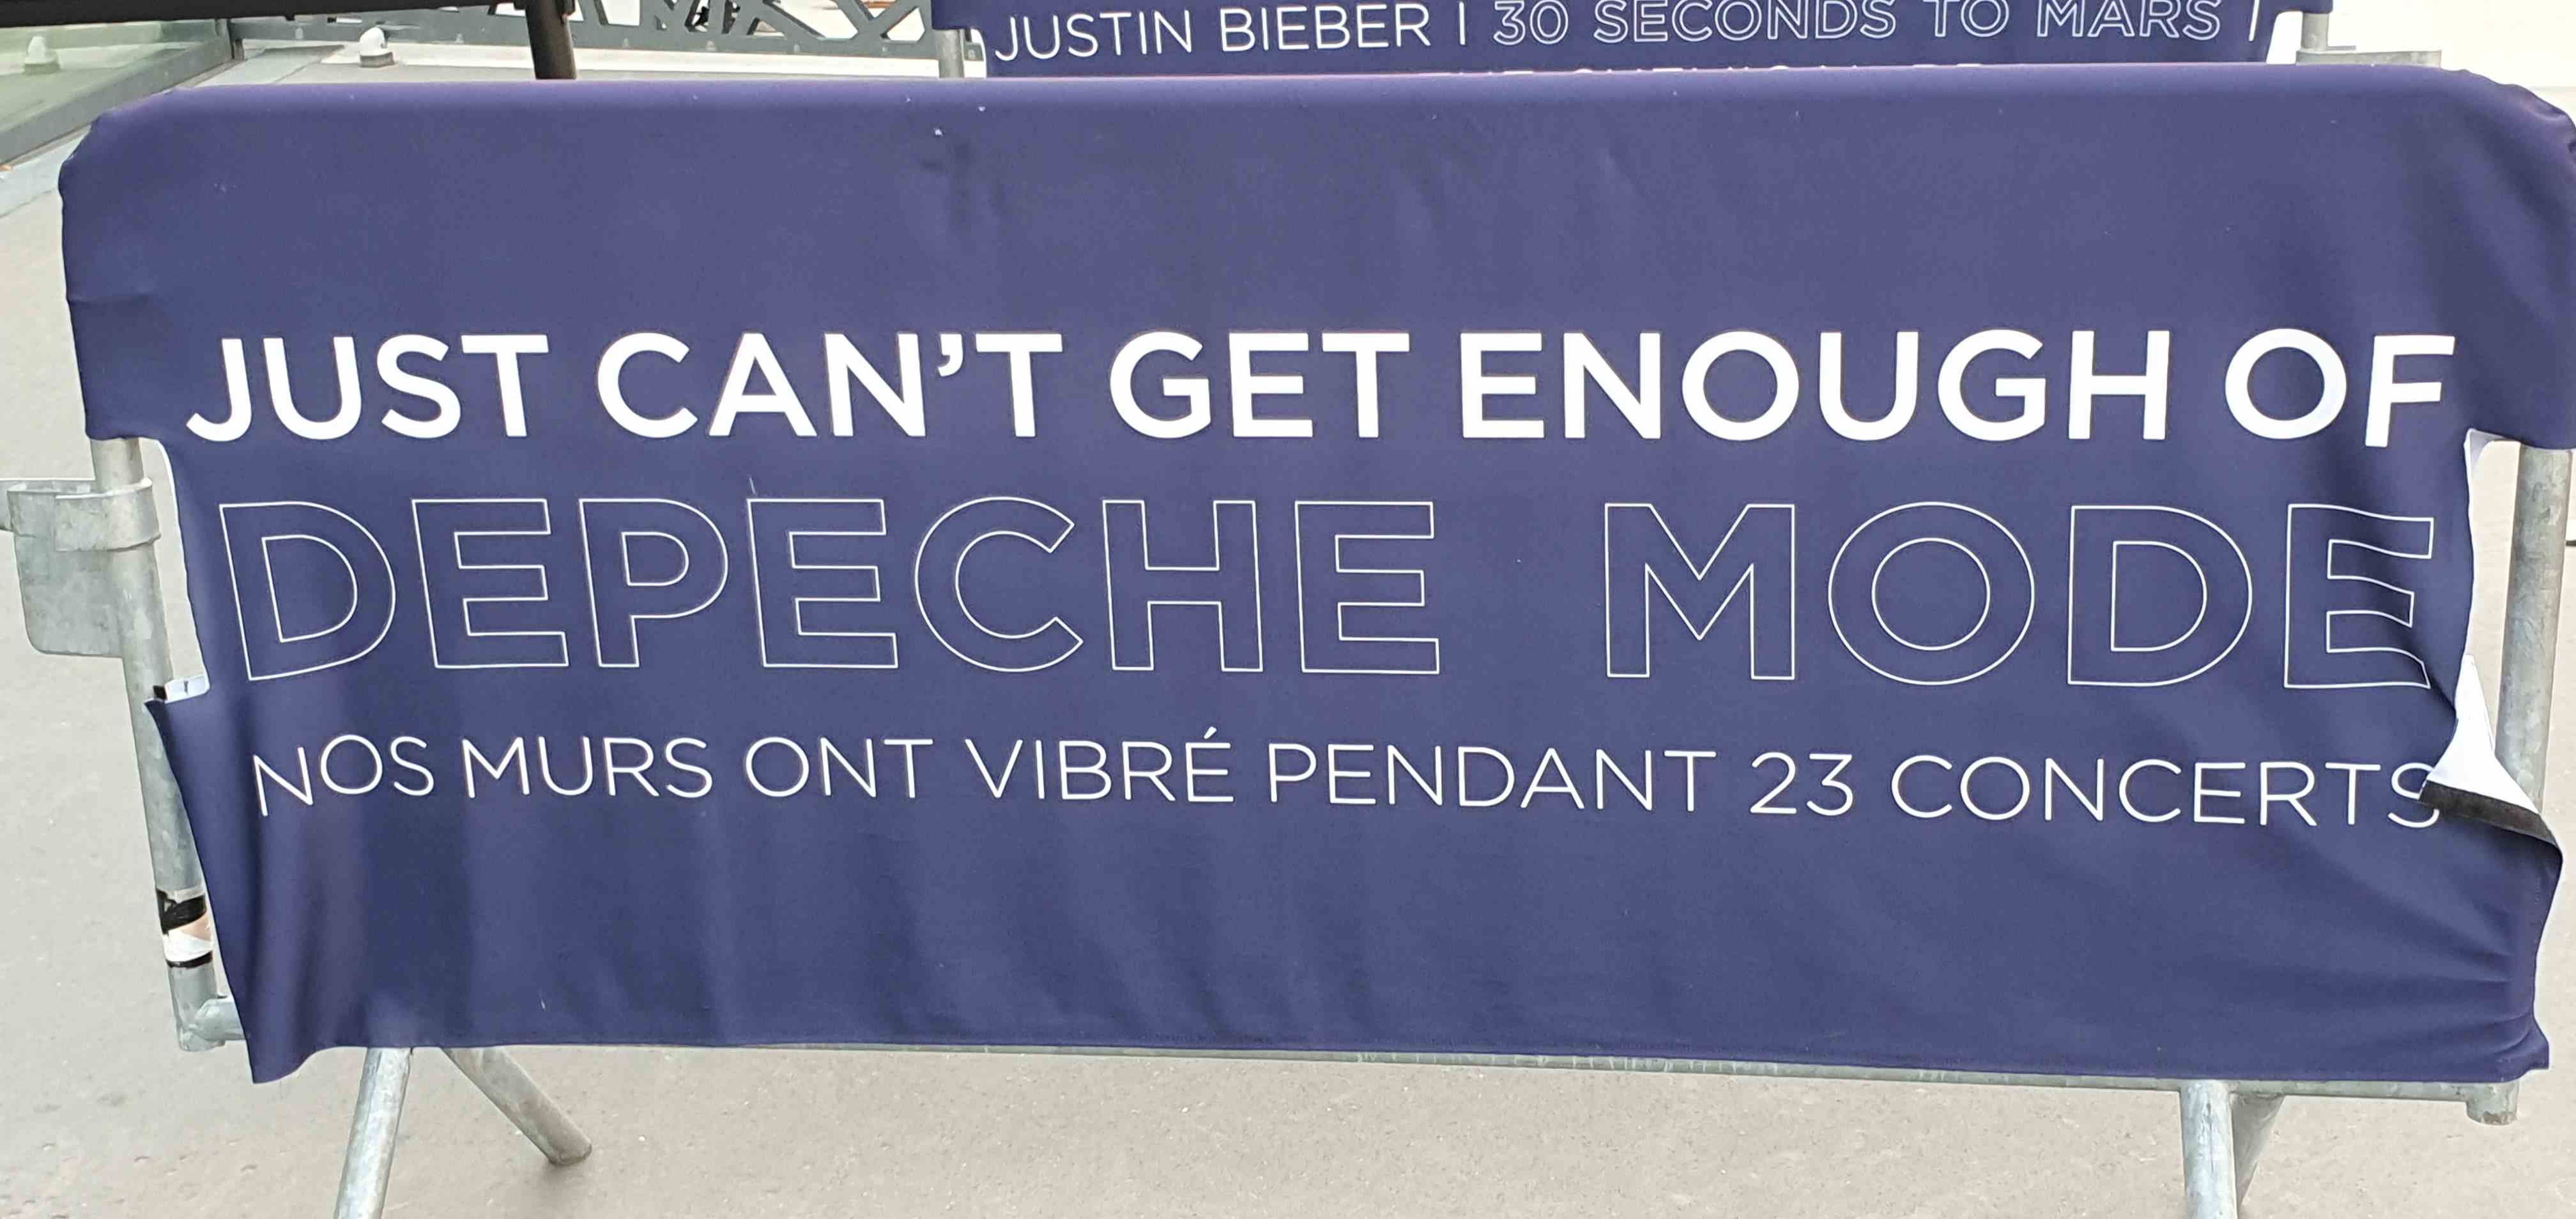 JUSTIN BIEBER | 30 SECONDS TO MARS |
JUST CAN'T GET ENOUGH OF
DEPECHE MODE
NOS MURS ONT VIBRÉ PENDANT 23 CONCERTS